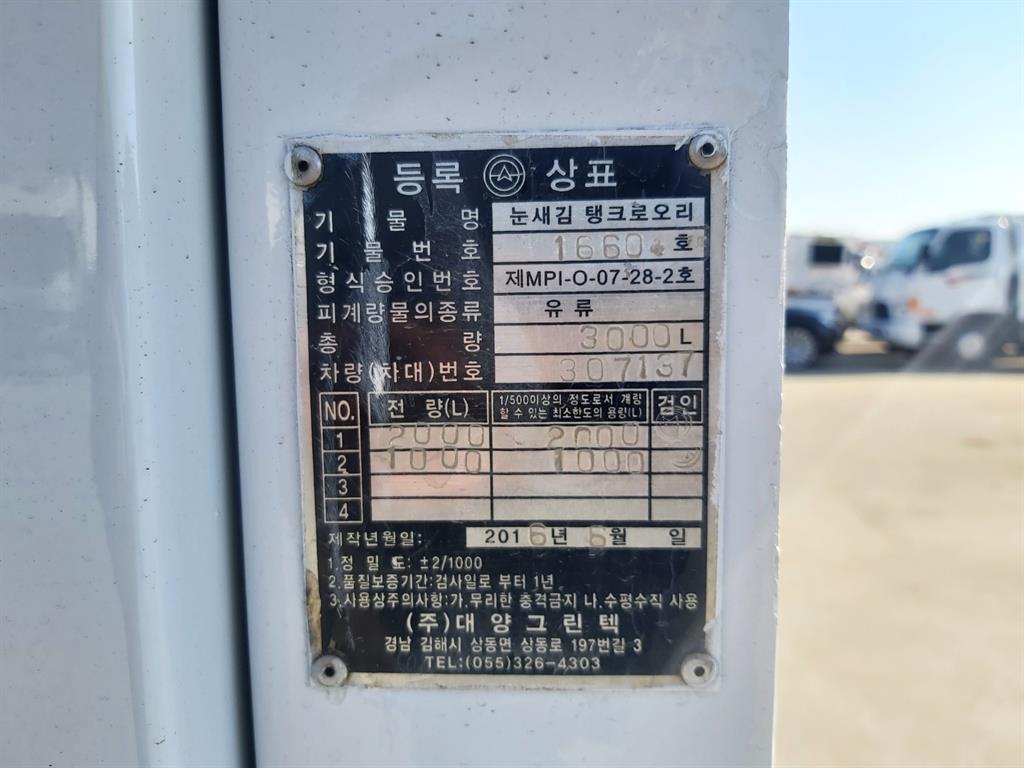 등록 상표
기물명 눈새김 탱크로오리
기물번호 1660 호
형식승인번호 제MPI-O-07-28-2호
피계량물의종류 유류
총량 3000 L
차량(차대)번호 307137
NO. 전 량(L) 1/500이상의 정도로서 계량할 수 있는 최소한도의 용량(L) 검인
1 2000 2000
2 1000 1000
3
4
제작년월일: 2016년 6월 일
1.정 밀 도: ±2/1000
2.품질보증기간:검사일로 부터 1년
3.사용상주의사항:가.무리한 충격금지 나.수평수직 사용
(주)대양그린텍
경남 김해시 상동면 상동로 197번길 3
TEL:(055)326-4303